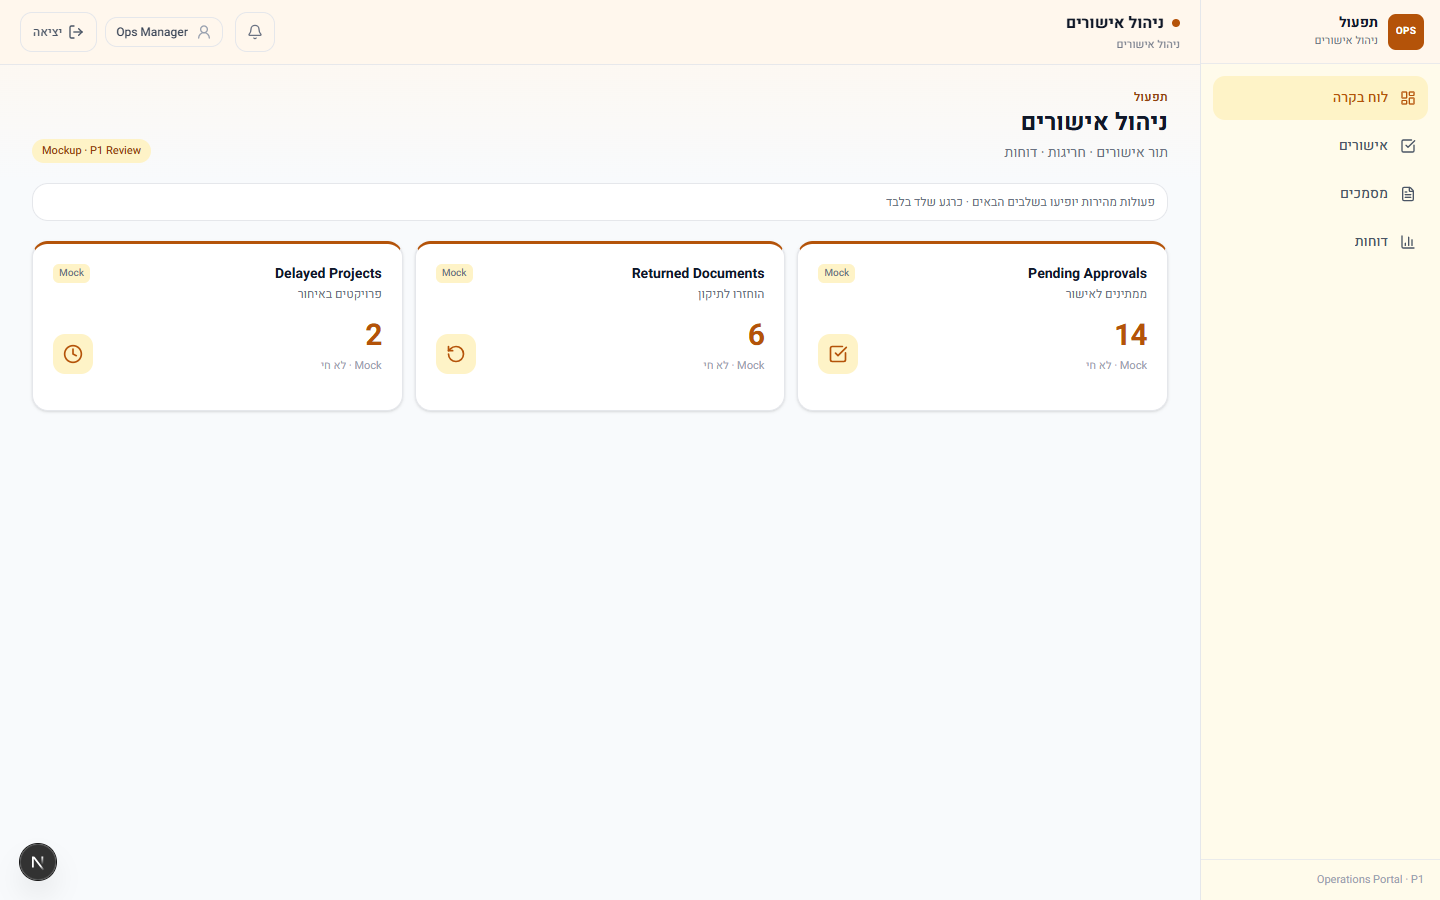 OPS
תפעול
ניהול אישורים
לוח בקרה
אישורים
מסמכים
דוחות
Operations Portal · P1
ניהול אישורים
ניהול אישורים
Ops Manager
יציאה
תפעול
ניהול אישורים
תור אישורים · חריגות · דוחות
Mockup · P1 Review
פעולות מהירות יופיעו בשלבים הבאים · כרגע שלד בלבד
Pending Approvals
Mock
ממתינים לאישור
14
Mock · לא חי
Returned Documents
Mock
הוחזרו לתיקון
6
Mock · לא חי
Delayed Projects
Mock
פרויקטים באיחור
2
Mock · לא חי
N